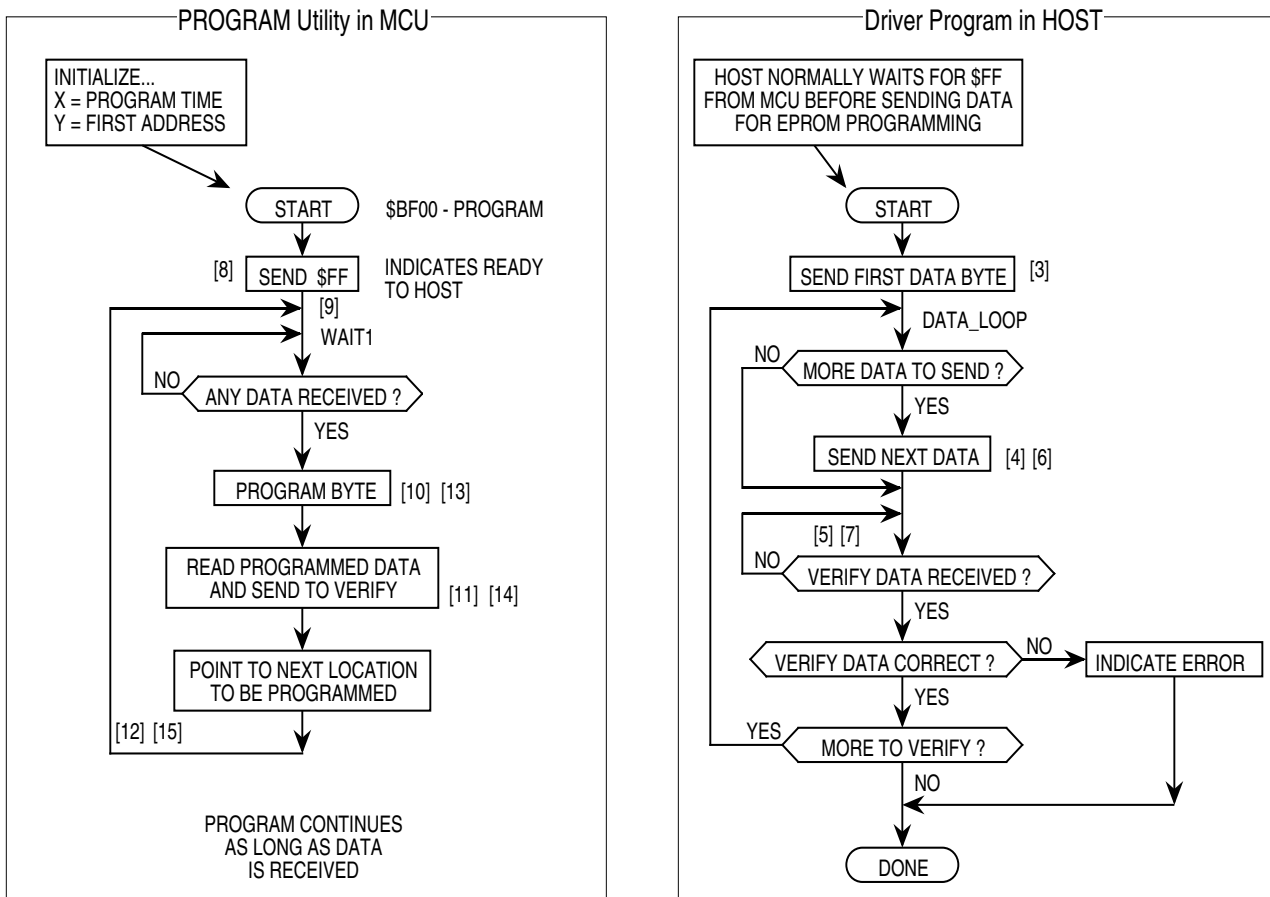 PROGRAM Utility in MCU
INITIALIZE...
X = PROGRAM TIME
Y = FIRST ADDRESS
START
$BF00 - PROGRAM
[8]
SEND $FF
INDICATES READY
TO HOST
[9]
WAIT1
NO
ANY DATA RECEIVED ?
YES
PROGRAM BYTE
[10] [13]
READ PROGRAMMED DATA
AND SEND TO VERIFY
[11] [14]
POINT TO NEXT LOCATION
TO BE PROGRAMMED
[12] [15]
PROGRAM CONTINUES
AS LONG AS DATA
IS RECEIVED
Driver Program in HOST
HOST NORMALLY WAITS FOR $FF
FROM MCU BEFORE SENDING DATA
FOR EPROM PROGRAMMING
START
SEND FIRST DATA BYTE
[3]
DATA_LOOP
NO
MORE DATA TO SEND ?
YES
SEND NEXT DATA
[4] [6]
[5] [7]
NO
VERIFY DATA RECEIVED ?
YES
VERIFY DATA CORRECT ?
NO
INDICATE ERROR
YES
YES
MORE TO VERIFY ?
NO
DONE